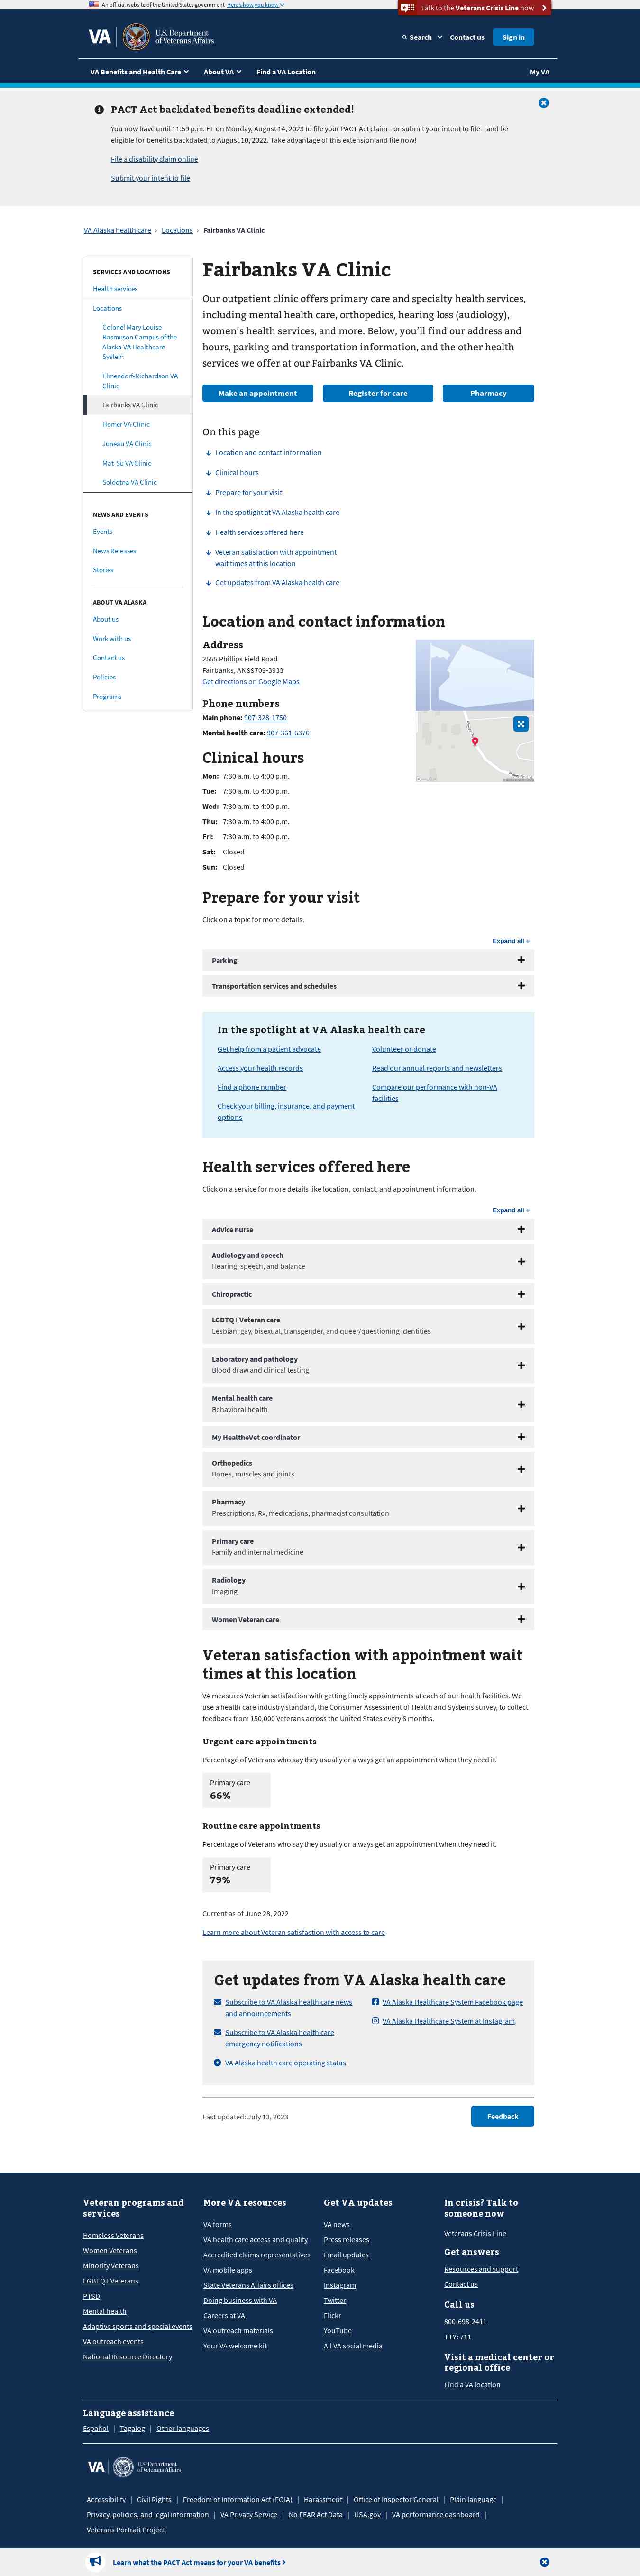 An official website of the United States government Here's how you know
Talk to the Veterans Crisis Line now
VA
U.S. Department
of Veterans Affairs
Search
Contact us
Sign in
VA Benefits and Health Care
About VA
Find a VA Location
My VA
PACT Act backdated benefits deadline extended!
You now have until 11:59 p.m. ET on Monday, August 14, 2023 to file your PACT Act claim—or submit your intent to file—and be
eligible for benefits backdated to August 10, 2022. Take advantage of this extension and file now!
File a disability claim online
Submit your intent to file
VA Alaska health care › Locations › Fairbanks VA Clinic
SERVICES AND LOCATIONS
Health services
Locations
Colonel Mary Louise
Rasmuson Campus of the
Alaska VA Healthcare
System
Elmendorf-Richardson VA
Clinic
Fairbanks VA Clinic
Homer VA Clinic
Juneau VA Clinic
Mat-Su VA Clinic
Soldotna VA Clinic
NEWS AND EVENTS
Events
News Releases
Stories
ABOUT VA ALASKA
About us
Work with us
Contact us
Policies
Programs
Fairbanks VA Clinic
Our outpatient clinic offers primary care and specialty health services,
including mental health care, orthopedics, hearing loss (audiology),
women's health services, and more. Below, you'll find our address and
hours, parking and transportation information, and the other health
services we offer at our Fairbanks VA Clinic.
Make an appointment
Register for care
Pharmacy
On this page
Location and contact information
Clinical hours
Prepare for your visit
In the spotlight at VA Alaska health care
Health services offered here
Veteran satisfaction with appointment
wait times at this location
Get updates from VA Alaska health care
Location and contact information
Address
2555 Phillips Field Road
Fairbanks, AK 99709-3933
Get directions on Google Maps
Phone numbers
Main phone: 907-328-1750
Mental health care: 907-361-6370
Clinical hours
Mon: 7:30 a.m. to 4:00 p.m.
Tue: 7:30 a.m. to 4:00 p.m.
Wed: 7:30 a.m. to 4:00 p.m.
Thu: 7:30 a.m. to 4:00 p.m.
Fri: 7:30 a.m. to 4:00 p.m.
Sat: Closed
Sun: Closed
Prepare for your visit
Click on a topic for more details.
Expand all +
Parking
Transportation services and schedules
In the spotlight at VA Alaska health care
Get help from a patient advocate
Access your health records
Find a phone number
Check your billing, insurance, and payment
options
Volunteer or donate
Read our annual reports and newsletters
Compare our performance with non-VA
facilities
Health services offered here
Click on a service for more details like location, contact, and appointment information.
Expand all +
Advice nurse
Audiology and speech
Hearing, speech, and balance
Chiropractic
LGBTQ+ Veteran care
Lesbian, gay, bisexual, transgender, and queer/questioning identities
Laboratory and pathology
Blood draw and clinical testing
Mental health care
Behavioral health
My HealtheVet coordinator
Orthopedics
Bones, muscles and joints
Pharmacy
Prescriptions, Rx, medications, pharmacist consultation
Primary care
Family and internal medicine
Radiology
Imaging
Women Veteran care
Veteran satisfaction with appointment wait
times at this location
VA measures Veteran satisfaction with getting timely appointments at each of our health facilities. We
use a health care industry standard, the Consumer Assessment of Health and Systems survey, to collect
feedback from 150,000 Veterans across the United States every 6 months.
Urgent care appointments
Percentage of Veterans who say they usually or always get an appointment when they need it.
Primary care
66%
Routine care appointments
Percentage of Veterans who say they usually or always get an appointment when they need it.
Primary care
79%
Current as of June 28, 2022
Learn more about Veteran satisfaction with access to care
Get updates from VA Alaska health care
Subscribe to VA Alaska health care news
and announcements
Subscribe to VA Alaska health care
emergency notifications
VA Alaska health care operating status
VA Alaska Healthcare System Facebook page
VA Alaska Healthcare System at Instagram
Last updated: July 13, 2023
Feedback
Veteran programs and
services
Homeless Veterans
Women Veterans
Minority Veterans
LGBTQ+ Veterans
PTSD
Mental health
Adaptive sports and special events
VA outreach events
National Resource Directory
More VA resources
VA forms
VA health care access and quality
Accredited claims representatives
VA mobile apps
State Veterans Affairs offices
Doing business with VA
Careers at VA
VA outreach materials
Your VA welcome kit
Get VA updates
VA news
Press releases
Email updates
Facebook
Instagram
Twitter
Flickr
YouTube
All VA social media
In crisis? Talk to
someone now
Veterans Crisis Line
Get answers
Resources and support
Contact us
Call us
800-698-2411
TTY: 711
Visit a medical center or
regional office
Find a VA location
Language assistance
Español | Tagalog | Other languages
VA
U.S. Department
of Veterans Affairs
Accessibility | Civil Rights | Freedom of Information Act (FOIA) | Harassment | Office of Inspector General | Plain language |
Privacy, policies, and legal information | VA Privacy Service | No FEAR Act Data | USA.gov | VA performance dashboard |
Veterans Portrait Project
Learn what the PACT Act means for your VA benefits